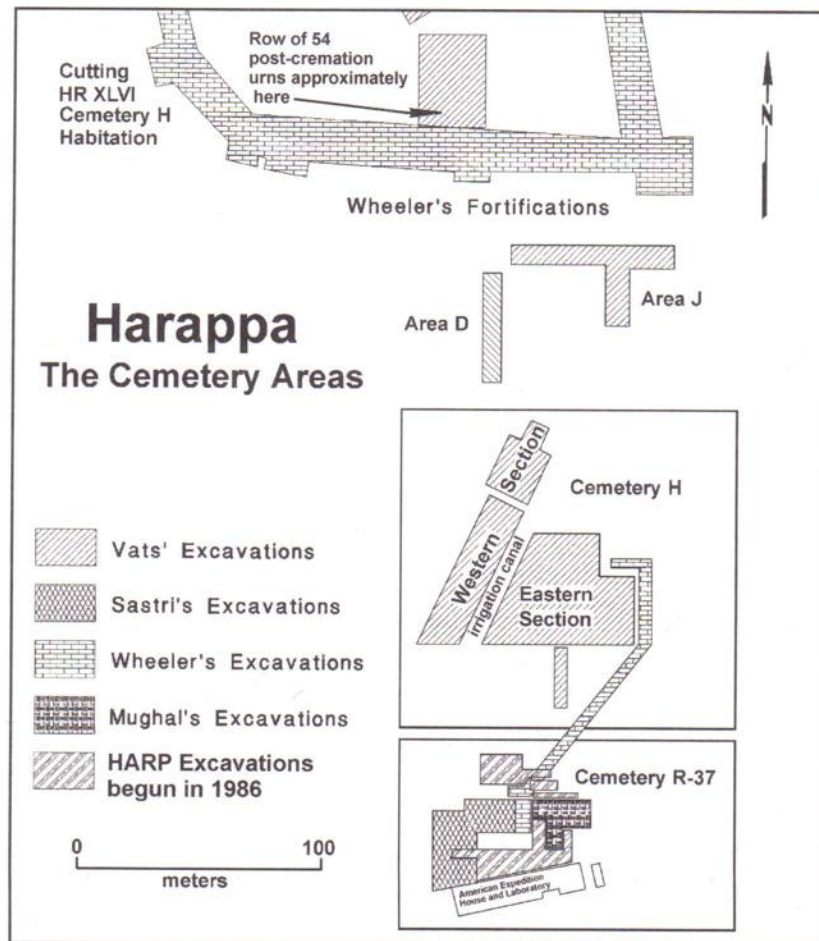 Row of 54
post-cremation
urns approximately
here
Cutting
HR XLVI
Cemetery H
Habitation
N
Wheeler's Fortifications
Area J
Area D
Harappa
The Cemetery Areas
Section
Cemetery H
Western
irrigation canal
Eastern
Section
Vats' Excavations
Sastri's Excavations
Wheeler's Excavations
Mughal's Excavations
HARP Excavations
begun in 1986
Cemetery R-37
0
100
meters
American Expedition
House and Laboratory